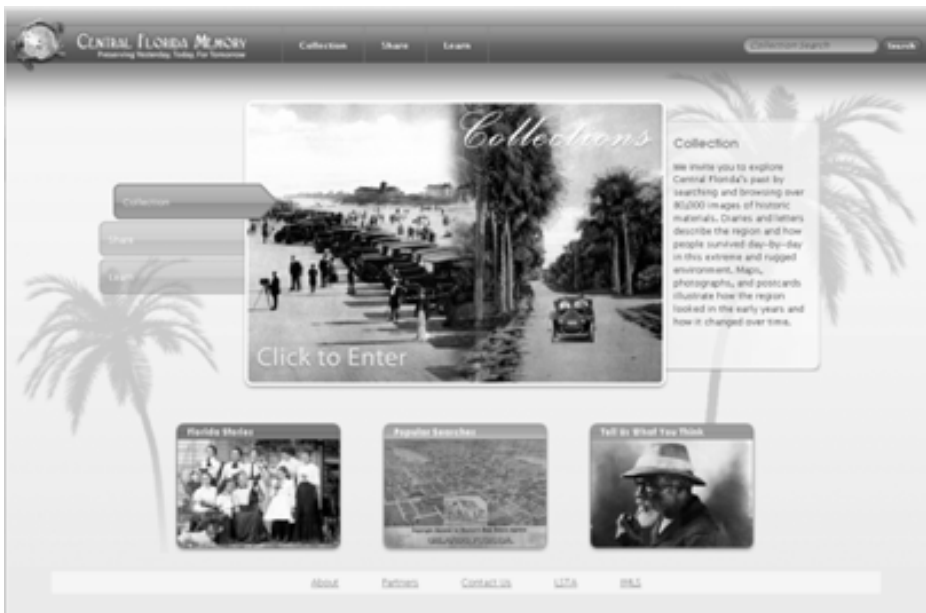 CENTRAL FLORIDA MEMORY
Preserving Yesterday, Today, For Tomorrow
Collection
Share
Learn
Collection Search
Search
Collections
Click to Enter
Collection
Share
Learn
Collection
We invite you to explore
Central Florida's past by
searching and browsing over
80,000 images of historic
materials. Diaries and letters
describe the region and how
people survived day-by-day
in this extreme and rugged
environment. Maps,
photographs, and postcards
illustrate how the region
looked in the early years and
how it changed over time.
Florida Stories
Popular Searches
Tell Us What You Think
About
Partners
Contact Us
LSTA
IMLS